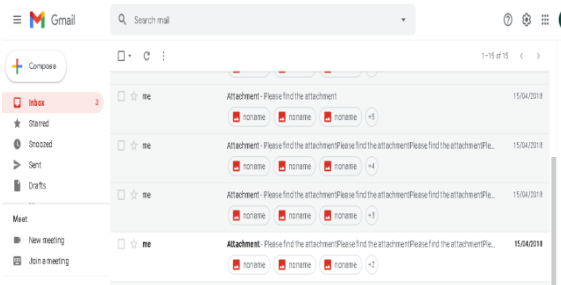 Gmail
Search mail
Compose
1-15 of 15
Inbox 3
Starred
Snoozed
Sent
Drafts
Meet
New meeting
Join a meeting
me Attachment - Please find the attachment 15/04/2018
noname noname noname +5
me Attachment - Please find the attachmentPlease find the attachmentPlease find the attachmentPle... 15/04/2018
noname noname noname +4
me Attachment - Please find the attachmentPlease find the attachmentPlease find the attachmentPle... 15/04/2018
noname noname noname +3
me Attachment - Please find the attachmentPlease find the attachmentPlease find the attachmentPle... 15/04/2018
noname noname noname +2